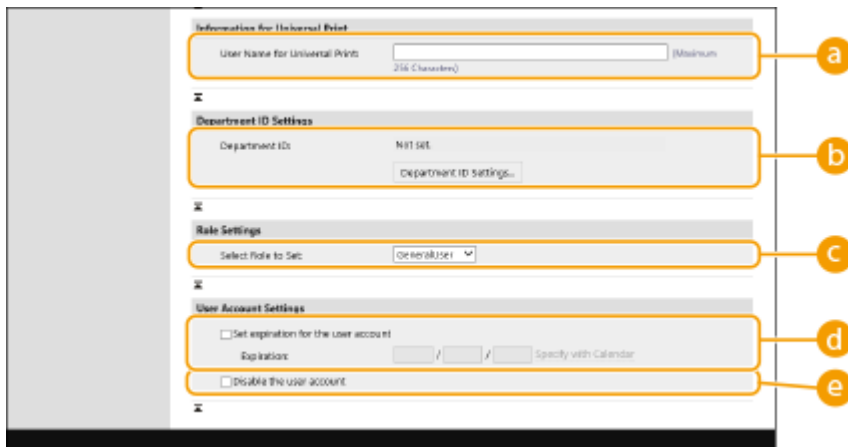 Information for Universal Print
User Name for Universal Print: (Maximum
256 Characters)
a
Department ID Settings
Department ID: Not set.
Department ID Settings...
b
Role Settings
Select Role to Set: GeneralUser
c
User Account Settings
Set expiration for the user account
Expiration: / / Specify with Calendar
d
Disable the user account
e